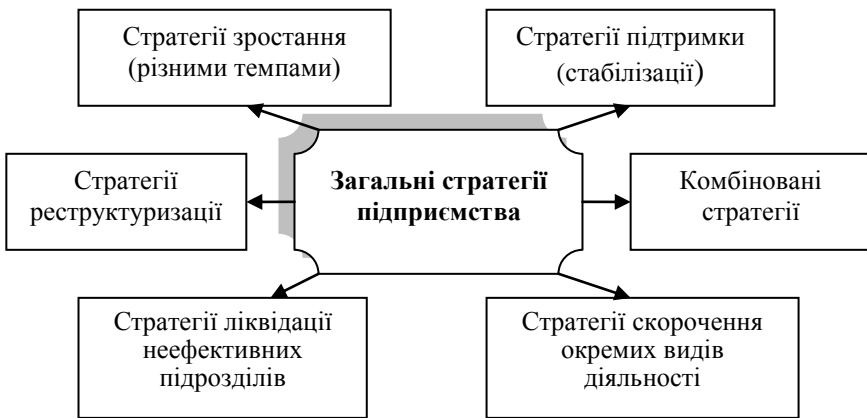 Стратегії зростання
(різними темпами)
Стратегії підтримки
(стабілізації)
Стратегії
реструктуризації
Загальні стратегії
підприємства
Комбіновані
стратегії
Стратегії ліквідації
неефективних
підрозділів
Стратегії скорочення
окремих видів
діяльності